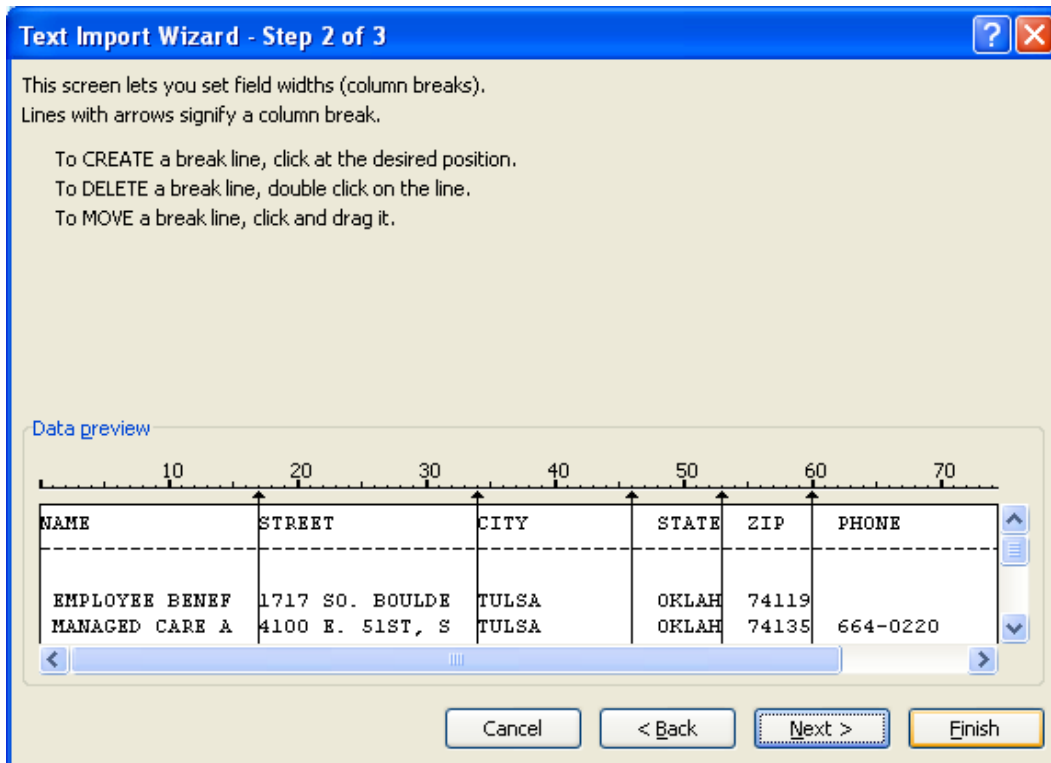 Text Import Wizard - Step 2 of 3
This screen lets you set field widths (column breaks).
Lines with arrows signify a column break.
To CREATE a break line, click at the desired position.
To DELETE a break line, double click on the line.
To MOVE a break line, click and drag it.
Data preview
10 20 30 40 50 60 70
NAME STREET CITY STATE ZIP PHONE
EMPLOYEE BENEF 1717 SO. BOULDE TULSA OKLAH 74119
MANAGED CARE A 4100 E. 51ST, S TULSA OKLAH 74135 664-0220
Cancel < Back Next > Finish